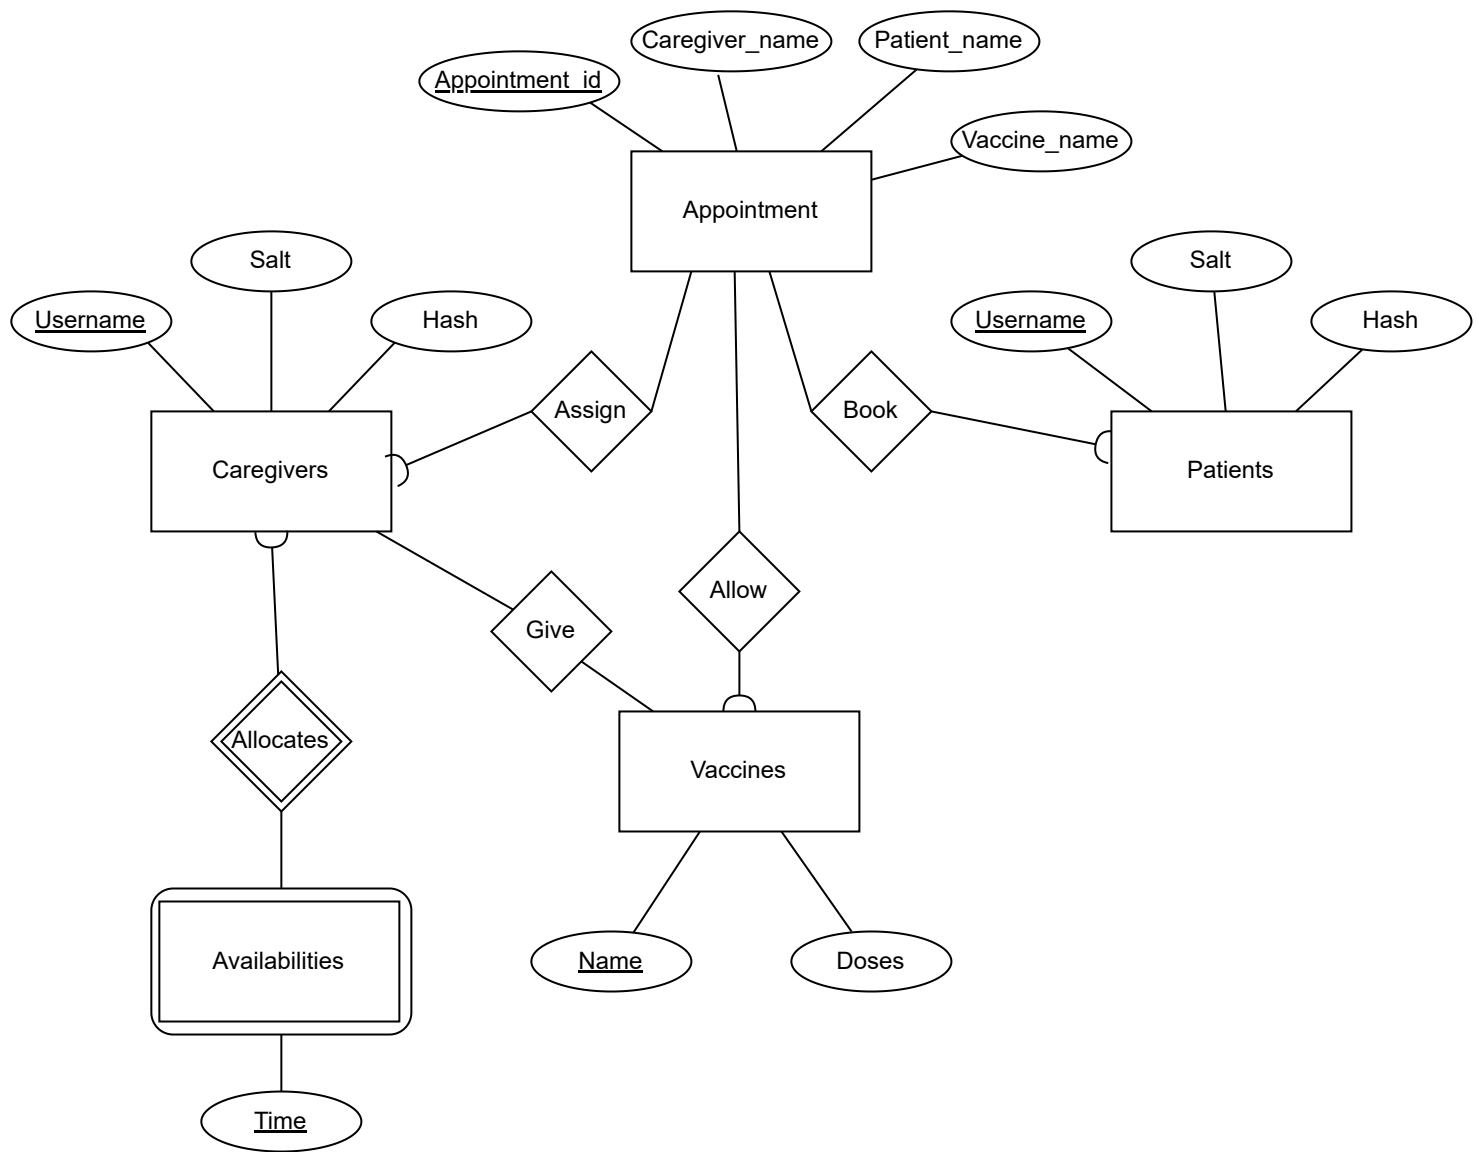 Caregiver_name
Patient_name
Appointment_id
Vaccine_name
Appointment
Salt
Salt
Username
Hash
Username
Hash
Assign
Book
Caregivers
Patients
Allow
Give
Allocates
Vaccines
Availabilities
Name
Doses
Time